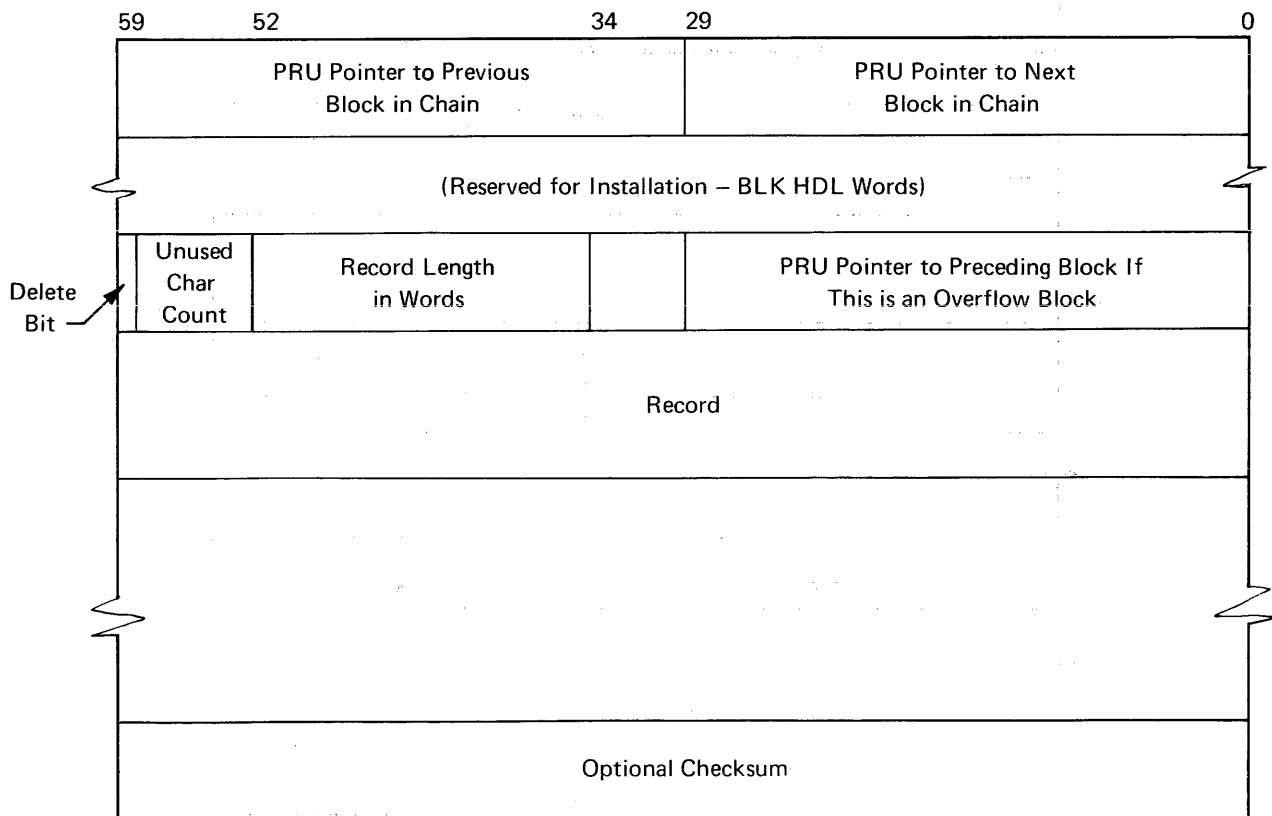 59 52 34 29 0
PRU Pointer to Previous
Block in Chain
PRU Pointer to Next
Block in Chain
(Reserved for Installation – BLK HDL Words)
Delete
Bit
Unused
Char
Count
Record Length
in Words
PRU Pointer to Preceding Block If
This is an Overflow Block
Record
Optional Checksum